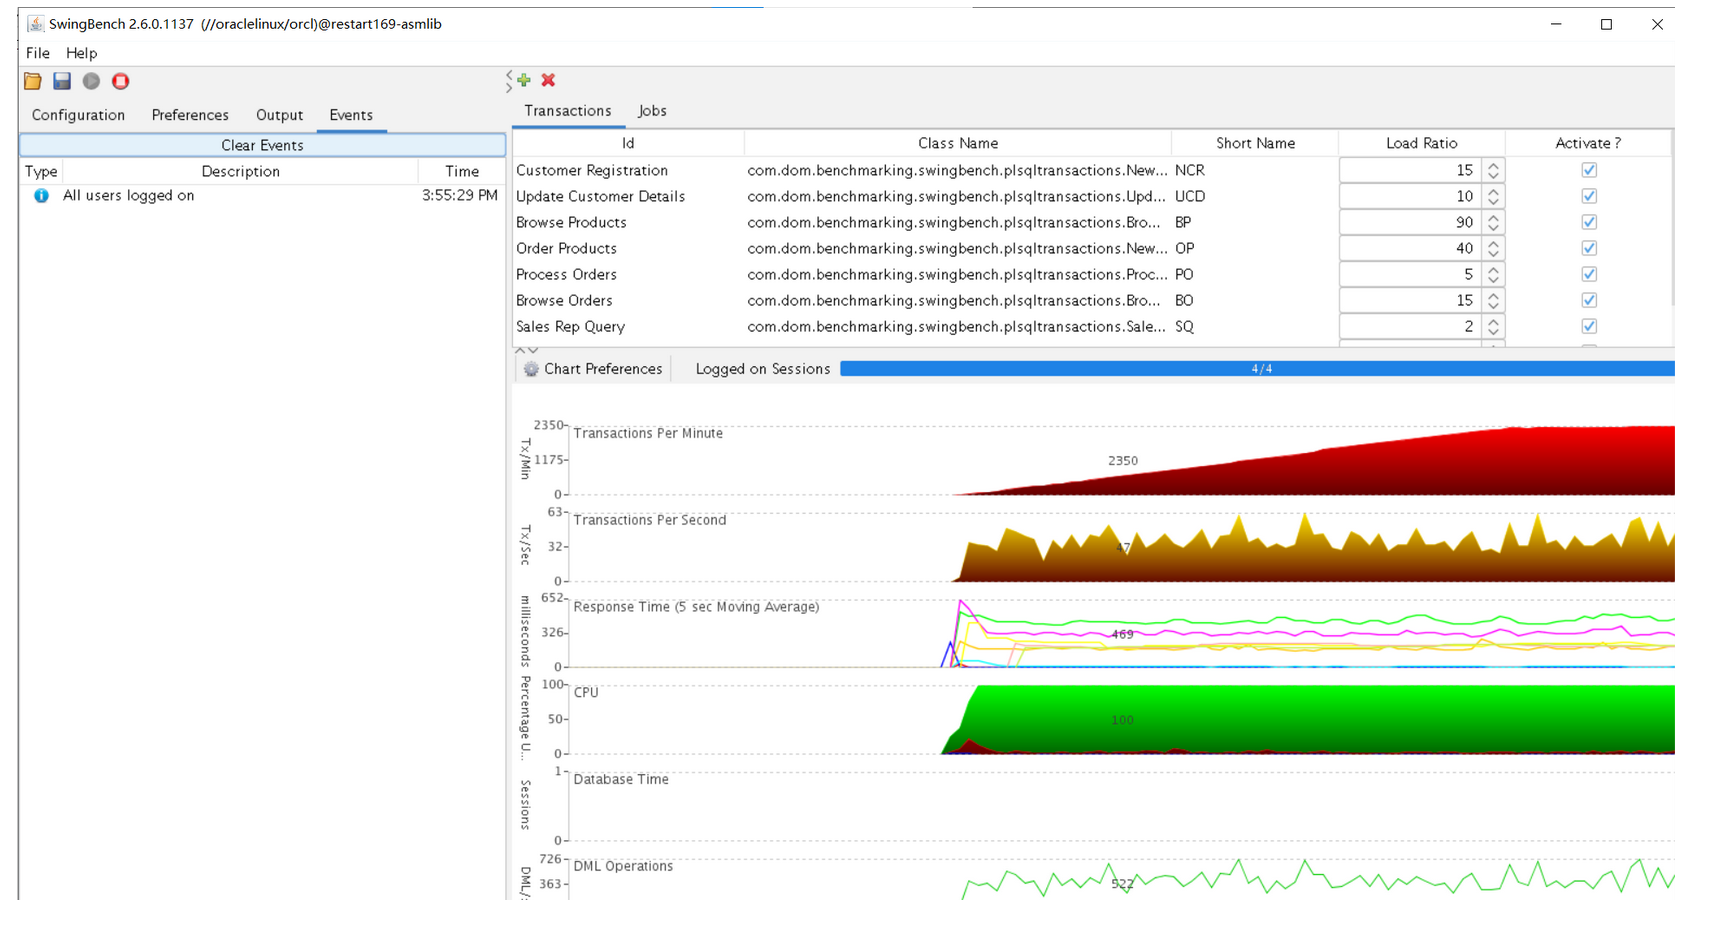 SwingBench 2.6.0.1137 (//oraclelinux/orcl)@restart169-asmlib
File Help
Configuration Preferences Output Events
Clear Events
Type Description Time
All users logged on 3:55:29 PM
Transactions Jobs
Id Class Name Short Name Load Ratio Activate ?
Customer Registration com.dom.benchmarking.swingbench.plsqltransactions.New... NCR 15
Update Customer Details com.dom.benchmarking.swingbench.plsqltransactions.Upd... UCD 10
Browse Products com.dom.benchmarking.swingbench.plsqltransactions.Bro... BP 90
Order Products com.dom.benchmarking.swingbench.plsqltransactions.New... OP 40
Process Orders com.dom.benchmarking.swingbench.plsqltransactions.Proc... PO 5
Browse Orders com.dom.benchmarking.swingbench.plsqltransactions.Bro... BO 15
Sales Rep Query com.dom.benchmarking.swingbench.plsqltransactions.Sale... SQ 2
Chart Preferences Logged on Sessions 4/4
Tx/Min
2350 Transactions Per Minute
1175 2350
0
Tx/Sec
63 Transactions Per Second
32 47
0
milliseconds
652 Response Time (5 sec Moving Average)
326 469
0
Percentage U...
100 CPU
50 100
0
Sessions
1 Database Time
0
DML/
726 DML Operations
363 522